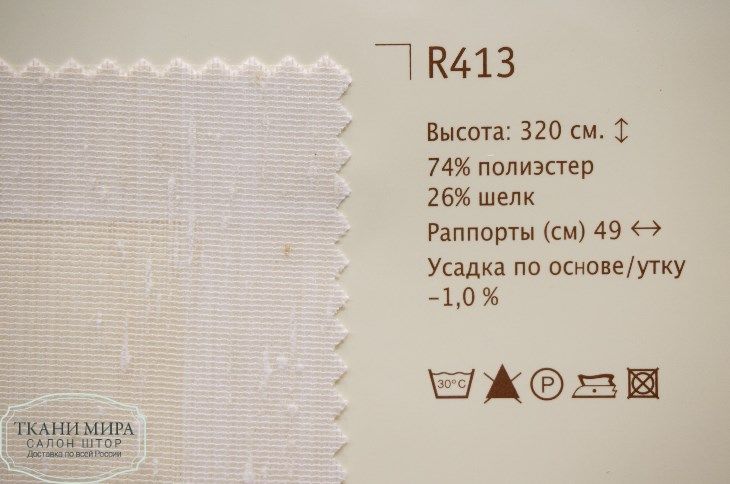 R413
Высота: 320 см. ↕
74% полиэстер
26% шелк
Раппорты (см) 49 ↔
Усадка по основе/утку
-1,0 %
30°C
P
ТКАНИ МИРА
САЛОН ШТОР
Доставка по всей России